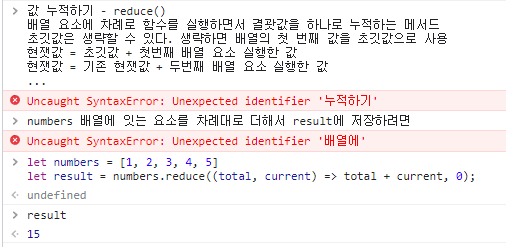 값 누적하기 - reduce()
배열 요소에 차례로 함수를 실행하면서 결괏값을 하나로 누적하는 메서드
초깃값은 생략할 수 있다. 생략하면 배열의 첫 번째 값을 초깃값으로 사용
현잿값 = 초깃값 + 첫번째 배열 요소 실행한 값
현잿값 = 기존 현잿값 + 두번째 배열 요소 실행한 값
...
Uncaught SyntaxError: Unexpected identifier '누적하기'
numbers 배열에 잇는 요소를 차례대로 더해서 result에 저장하려면
Uncaught SyntaxError: Unexpected identifier '배열에'
let numbers = [1, 2, 3, 4, 5]
let result = numbers.reduce((total, current) => total + current, 0);
undefined
result
15